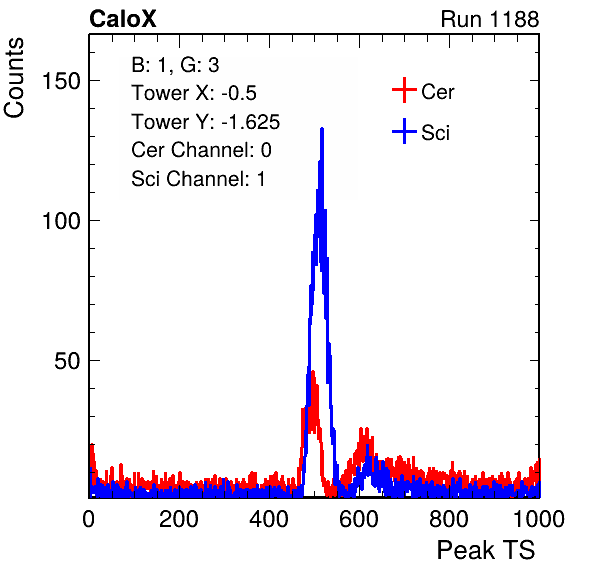 CaloX Run 1188
Counts
B: 1, G: 3
Tower X: -0.5
Tower Y: -1.625
Cer Channel: 0
Sci Channel: 1
Cer
Sci
150
100
50
0 200 400 600 800 1000
Peak TS